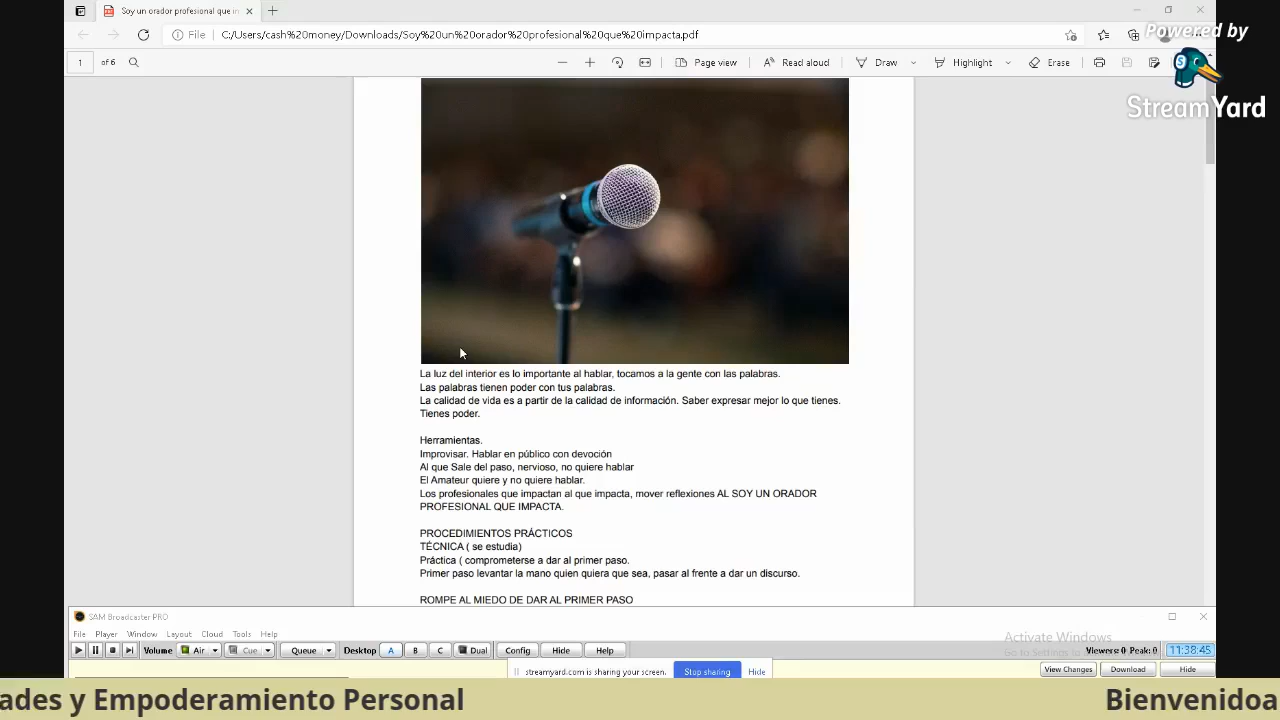 Soy un orador profesional que in
File
C:/Users/cash%20money/Downloads/Soy%20un%20orador%20profesional%20que%20impacta.pdf
Powered by
StreamYard
1 of 6
Page view
Read aloud
Draw
Highlight
Erase
La luz del interior es lo importante al hablar, tocamos a la gente con las palabras.
Las palabras tienen poder con tus palabras.
La calidad de vida es a partir de la calidad de información. Saber expresar mejor lo que tienes.
Tienes poder.
Herramientas.
Improvisar. Hablar en público con devoción
Al que Sale del paso, nervioso, no quiere hablar
El Amateur quiere y no quiere hablar.
Los profesionales que impactan al que impacta, mover reflexiones AL SOY UN ORADOR
PROFESIONAL QUE IMPACTA.
PROCEDIMIENTOS PRÁCTICOS
TÉCNICA ( se estudia)
Práctica ( comprometerse a dar al primer paso.
Primer paso levantar la mano quien quiera que sea, pasar al frente a dar un discurso.
ROMPE AL MIEDO DE DAR AL PRIMER PASO
SAM Broadcaster PRO
File Player Window Layout Cloud Tools Help
Activate Windows
Go to Settings to
Volume Air Cue Queue Desktop A B C Dual Config Hide Help
Viewers: 0 Peak: 0 11:38:45
streamyard.com is sharing your screen. Stop sharing Hide
View Changes Download Hide
ades y Empoderamiento Personal
Bienvenidoa